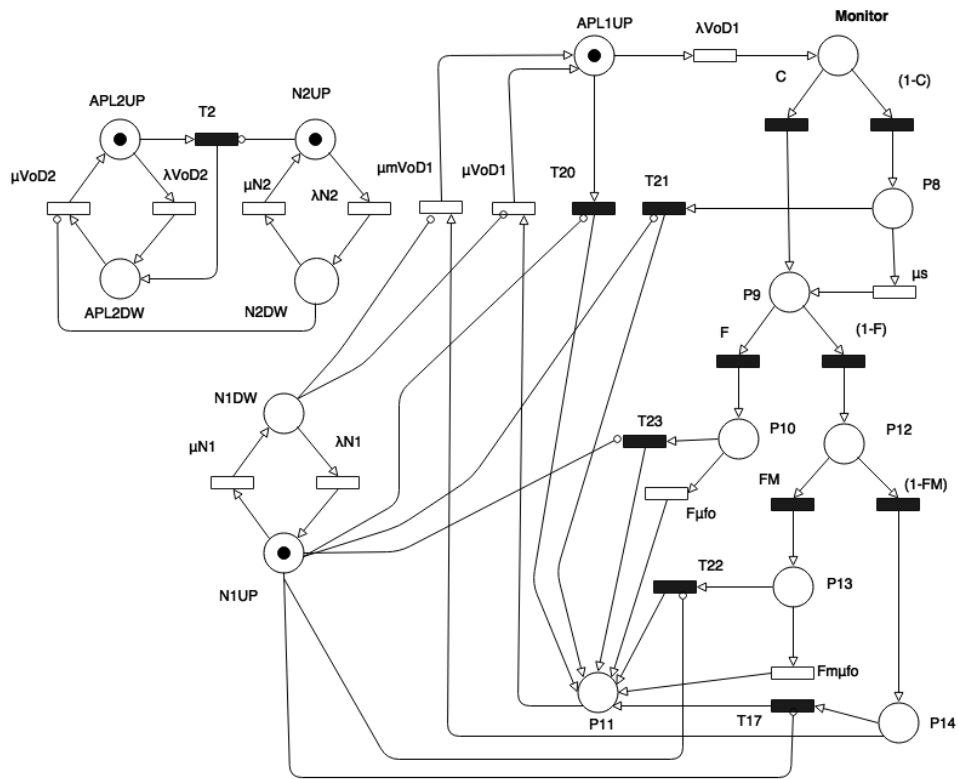 Monitor
APL1UP
λVoD1
C
(1-C)
APL2UP
T2
N2UP
μVoD2
λVoD2
μN2
λN2
μmVoD1
μVoD1
T20
T21
P8
APL2DW
N2DW
μs
P9
F
(1-F)
N1DW
μN1
λN1
T23
P10
P12
FM
(1-FM)
Fμfo
N1UP
T22
P13
Fmμfo
P11
T17
P14